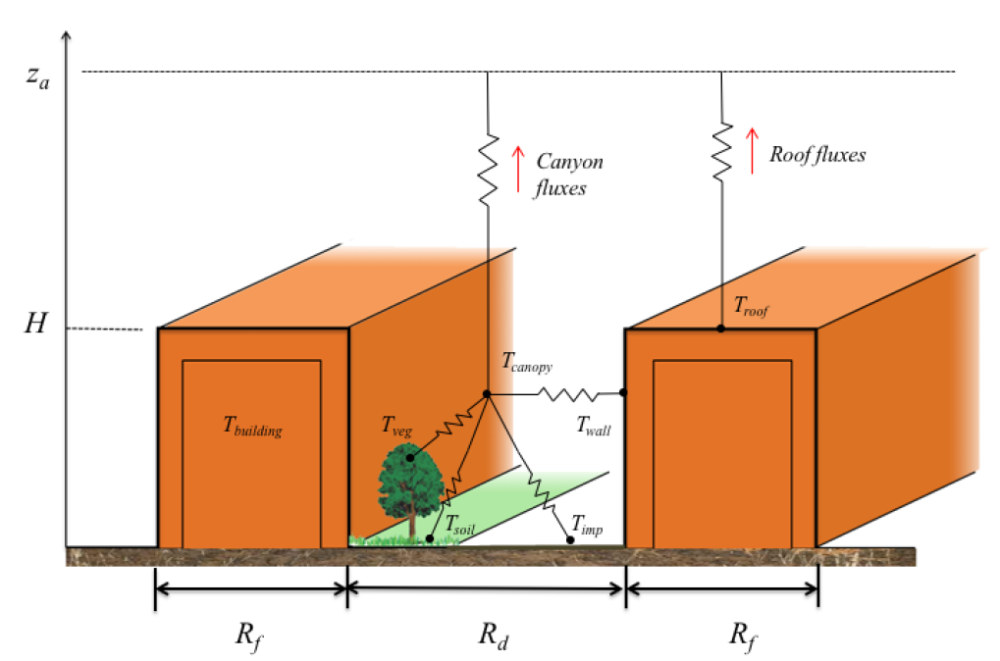 z_a
Canyon
fluxes
Roof fluxes
H
T_roof
T_canopy
T_building
T_veg
T_wall
T_soil
T_imp
R_f
R_d
R_f